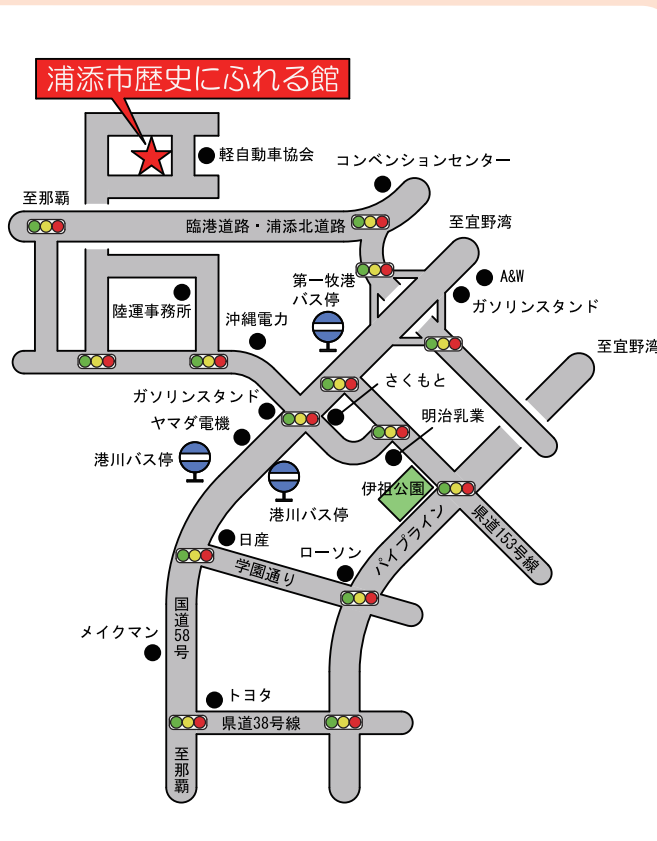 浦添市歴史にふれる館
軽自動車協会
コンベンションセンター
至那覇
臨港道路・浦添北道路
至宜野湾
第一牧港
バス停
A&W
ガソリンスタンド
陸運事務所
沖縄電力
至宜野湾
さくもと
ガソリンスタンド
ヤマダ電機
明治乳業
港川バス停
伊祖公園
港川バス停
県道153号線
パイプライン
日産
ローソン
学園通り
国道58号
メイクマン
トヨタ
県道38号線
至那覇